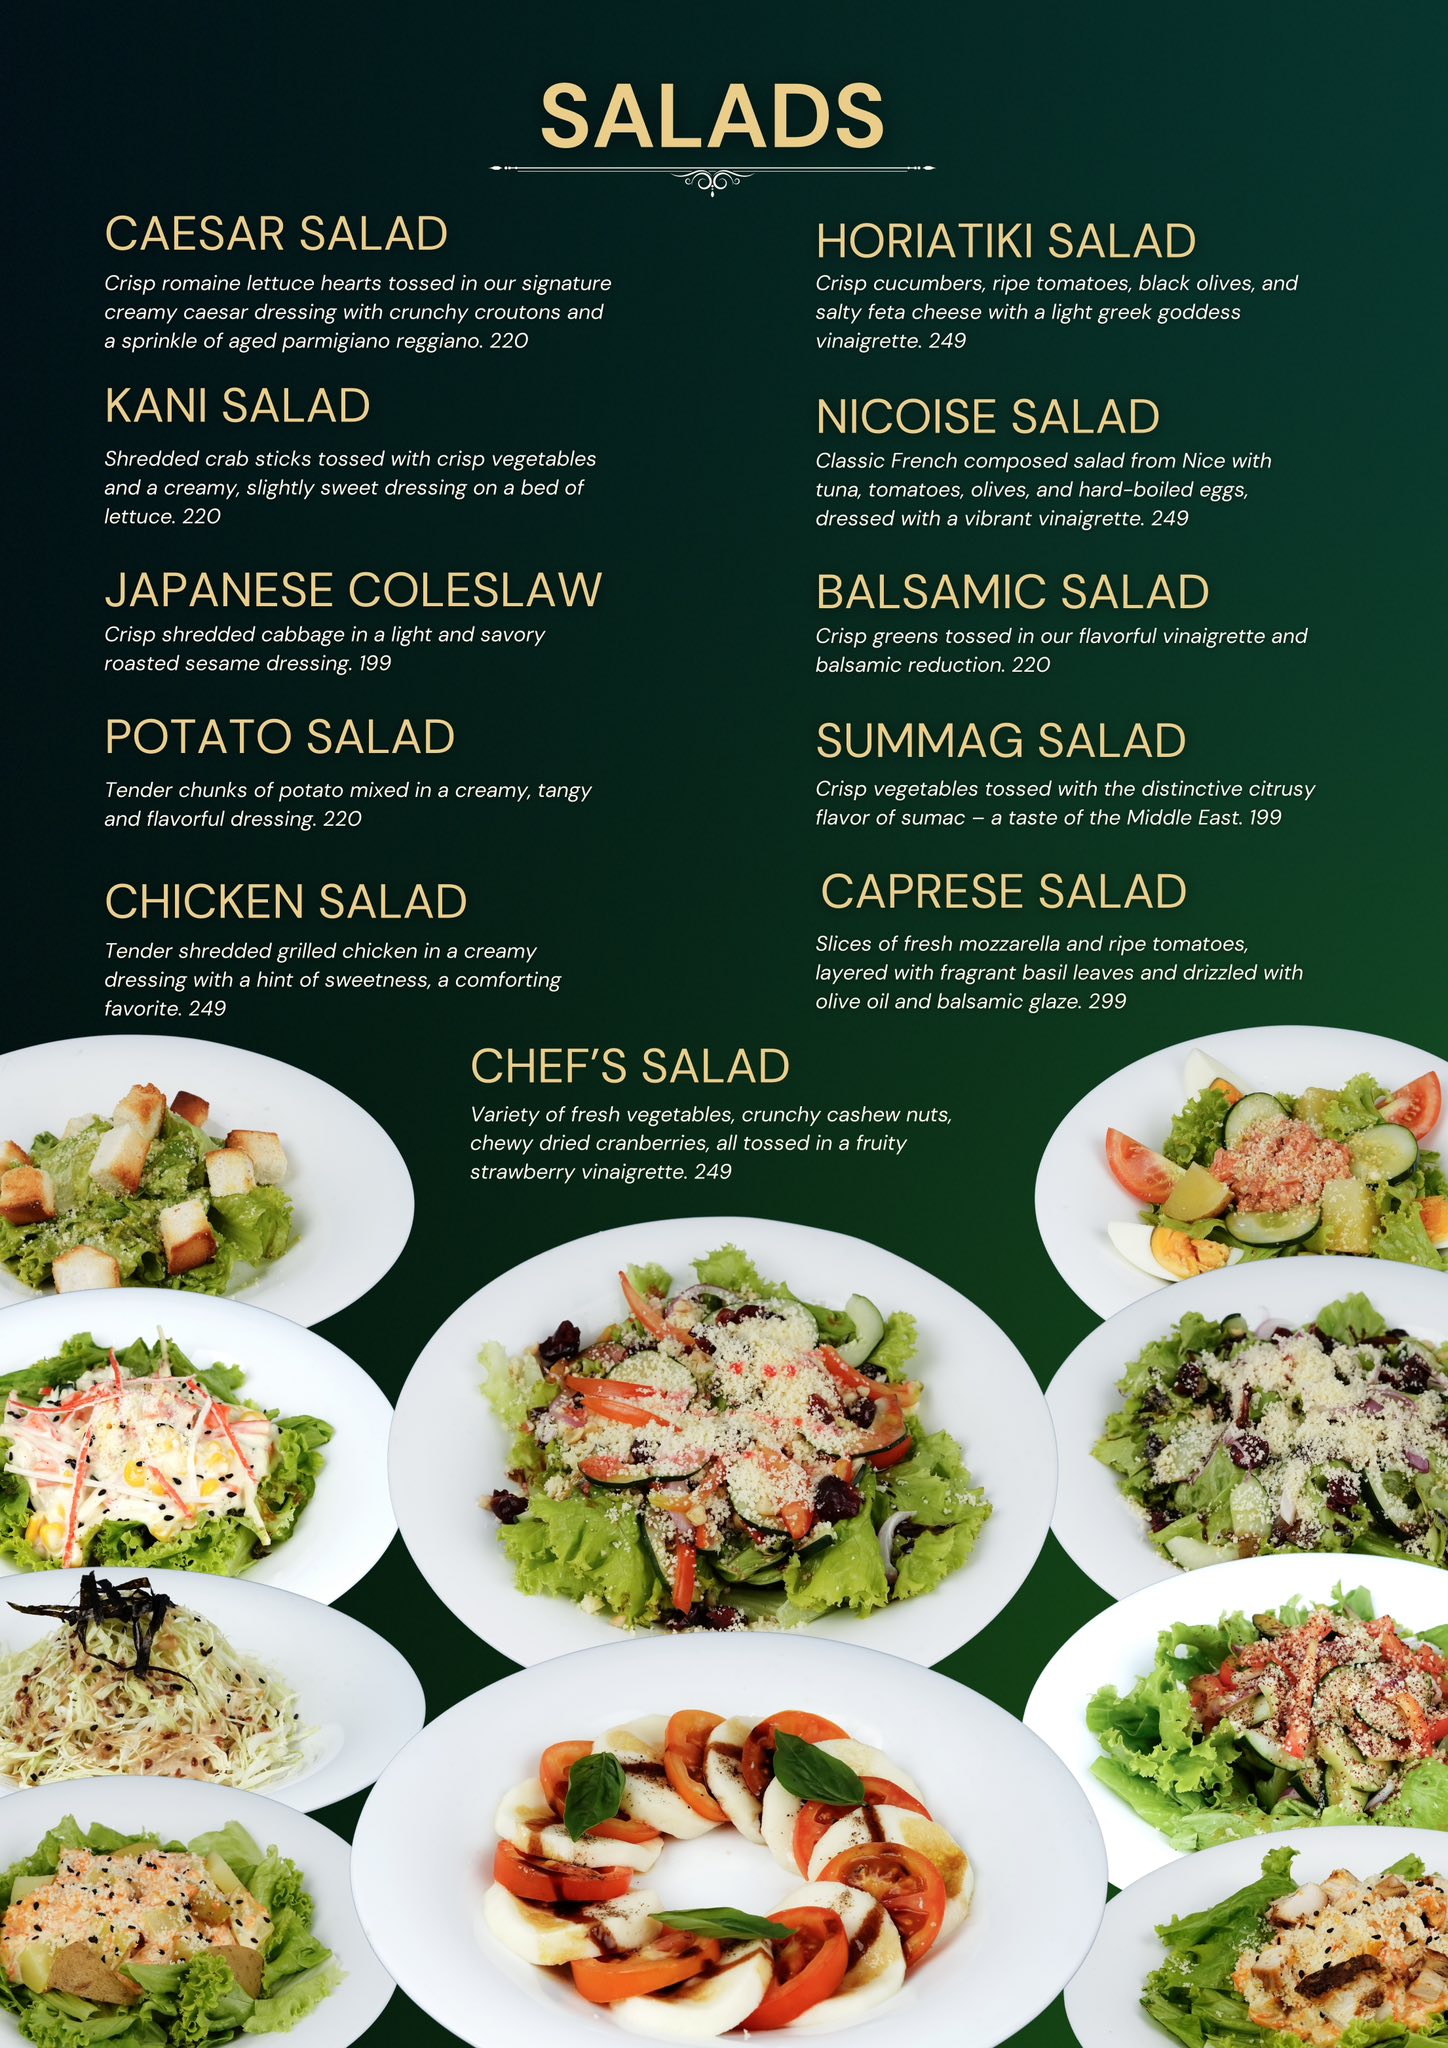 SALADS
CAESAR SALAD
Crisp romaine lettuce hearts tossed in our signature
creamy caesar dressing with crunchy croutons and
a sprinkle of aged parmigiano reggiano. 220
KANI SALAD
Shredded crab sticks tossed with crisp vegetables
and a creamy, slightly sweet dressing on a bed of
lettuce. 220
JAPANESE COLESLAW
Crisp shredded cabbage in a light and savory
roasted sesame dressing. 199
POTATO SALAD
Tender chunks of potato mixed in a creamy, tangy
and flavorful dressing. 220
CHICKEN SALAD
Tender shredded grilled chicken in a creamy
dressing with a hint of sweetness, a comforting
favorite. 249
HORIATIKI SALAD
Crisp cucumbers, ripe tomatoes, black olives, and
salty feta cheese with a light greek goddess
vinaigrette. 249
NICOISE SALAD
Classic French composed salad from Nice with
tuna, tomatoes, olives, and hard-boiled eggs,
dressed with a vibrant vinaigrette. 249
BALSAMIC SALAD
Crisp greens tossed in our flavorful vinaigrette and
balsamic reduction. 220
SUMMAG SALAD
Crisp vegetables tossed with the distinctive citrusy
flavor of sumac – a taste of the Middle East. 199
CAPRESE SALAD
Slices of fresh mozzarella and ripe tomatoes,
layered with fragrant basil leaves and drizzled with
olive oil and balsamic glaze. 299
CHEF'S SALAD
Variety of fresh vegetables, crunchy cashew nuts,
chewy dried cranberries, all tossed in a fruity
strawberry vinaigrette. 249